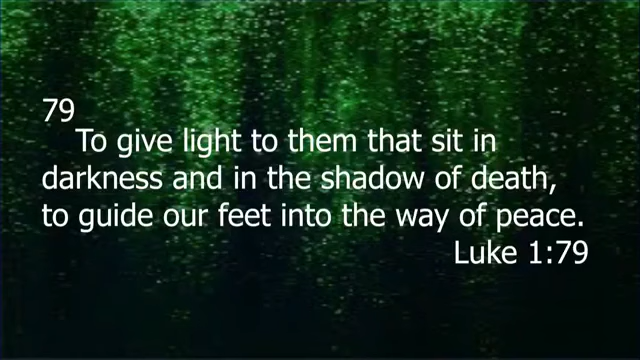 79
To give light to them that sit in
darkness and in the shadow of death,
to guide our feet into the way of peace.
Luke 1:79